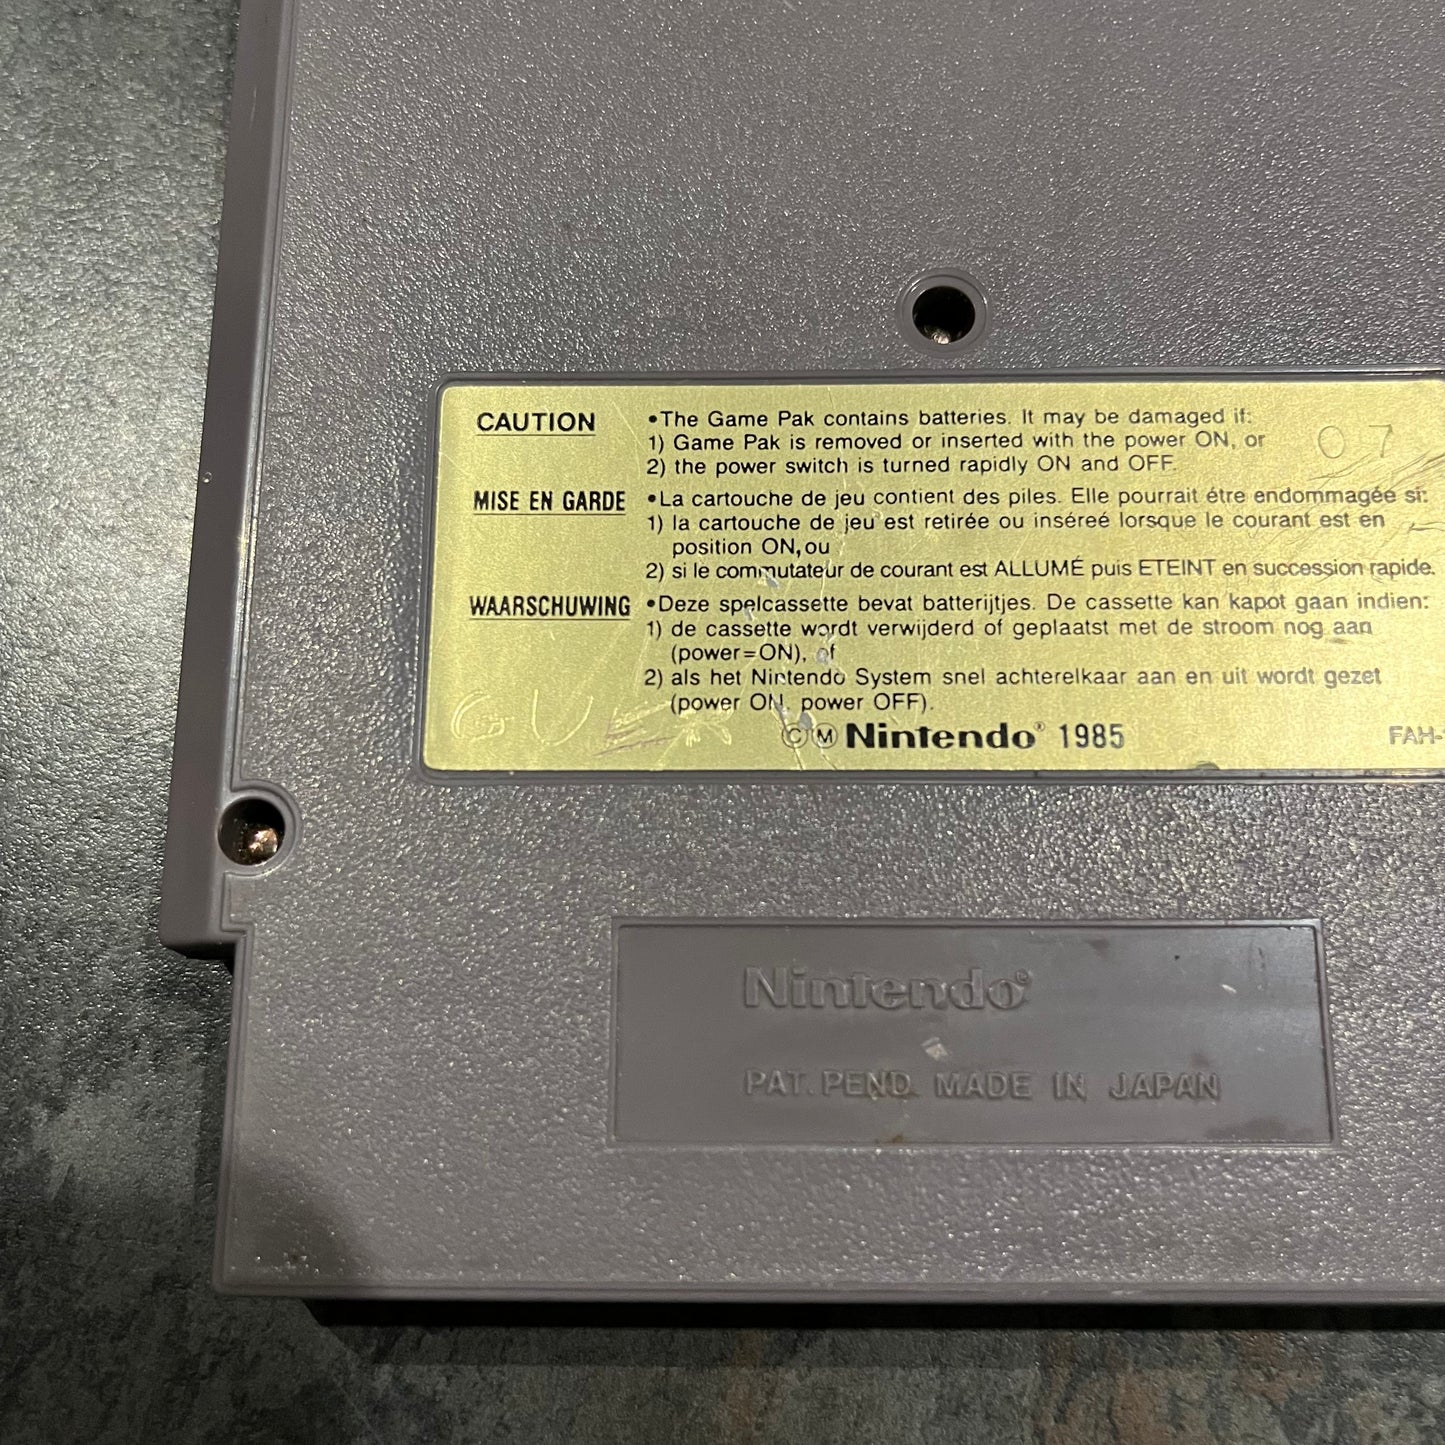 CAUTION •The Game Pak contains batteries. It may be damaged if:
1) Game Pak is removed or inserted with the power ON, or
2) the power switch is turned rapidly ON and OFF.
07
MISE EN GARDE •La cartouche de jeu contient des piles. Elle pourrait étre endommagée si:
1) la cartouche de jeu est retirée ou inséreé lorsque le courant est en
position ON, ou
2) si le commutateur de courant est ALLUMÉ puis ETEINT en succession rapide.
WAARSCHUWING •Deze spelcassette bevat batterijtjes. De cassette kan kapot gaan indien:
1) de cassette wordt verwijderd of geplaatst met de stroom nog aan
(power=ON), of
2) als het Nintendo System snel achterelkaar aan en uit wordt gezet
(power ON, power OFF).
©Ⓜ Nintendo® 1985
FAH-
Nintendo®
PAT. PEND. MADE IN JAPAN